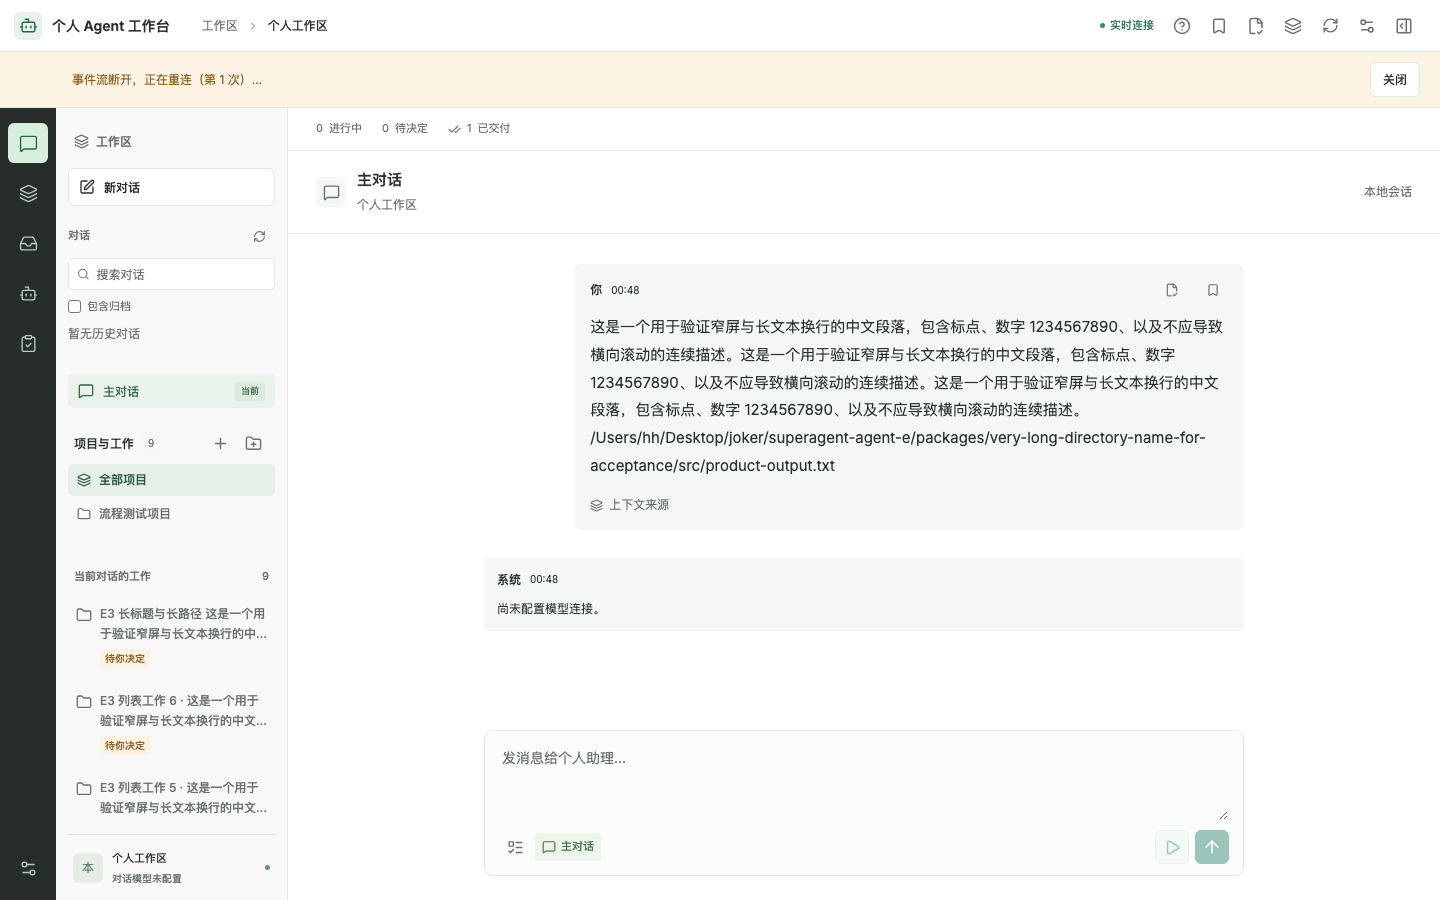 个人 Agent 工作台
工作区 > 个人工作区
实时连接
事件流断开，正在重连（第 1 次）...
关闭
工作区
新对话
对话
搜索对话
包含归档
暂无历史对话
主对话
当前
项目与工作 9
全部项目
流程测试项目
当前对话的工作 9
E3 长标题与长路径 这是一个用
于验证窄屏与长文本换行的中...
待你决定
E3 列表工作 6 · 这是一个用于
验证窄屏与长文本换行的中文...
待你决定
E3 列表工作 5 · 这是一个用于
验证窄屏与长文本换行的中文...
本
个人工作区
对话模型未配置
0 进行中 0 待决定 1 已交付
主对话
个人工作区
本地会话
你 00:48
这是一个用于验证窄屏与长文本换行的中文段落，包含标点、数字 1234567890、以及不应导致
横向滚动的连续描述。这是一个用于验证窄屏与长文本换行的中文段落，包含标点、数字
1234567890、以及不应导致横向滚动的连续描述。这是一个用于验证窄屏与长文本换行的中文
段落，包含标点、数字 1234567890、以及不应导致横向滚动的连续描述。
/Users/hh/Desktop/joker/superagent-agent-e/packages/very-long-directory-name-for-
acceptance/src/product-output.txt
上下文来源
系统 00:48
尚未配置模型连接。
发消息给个人助理...
主对话